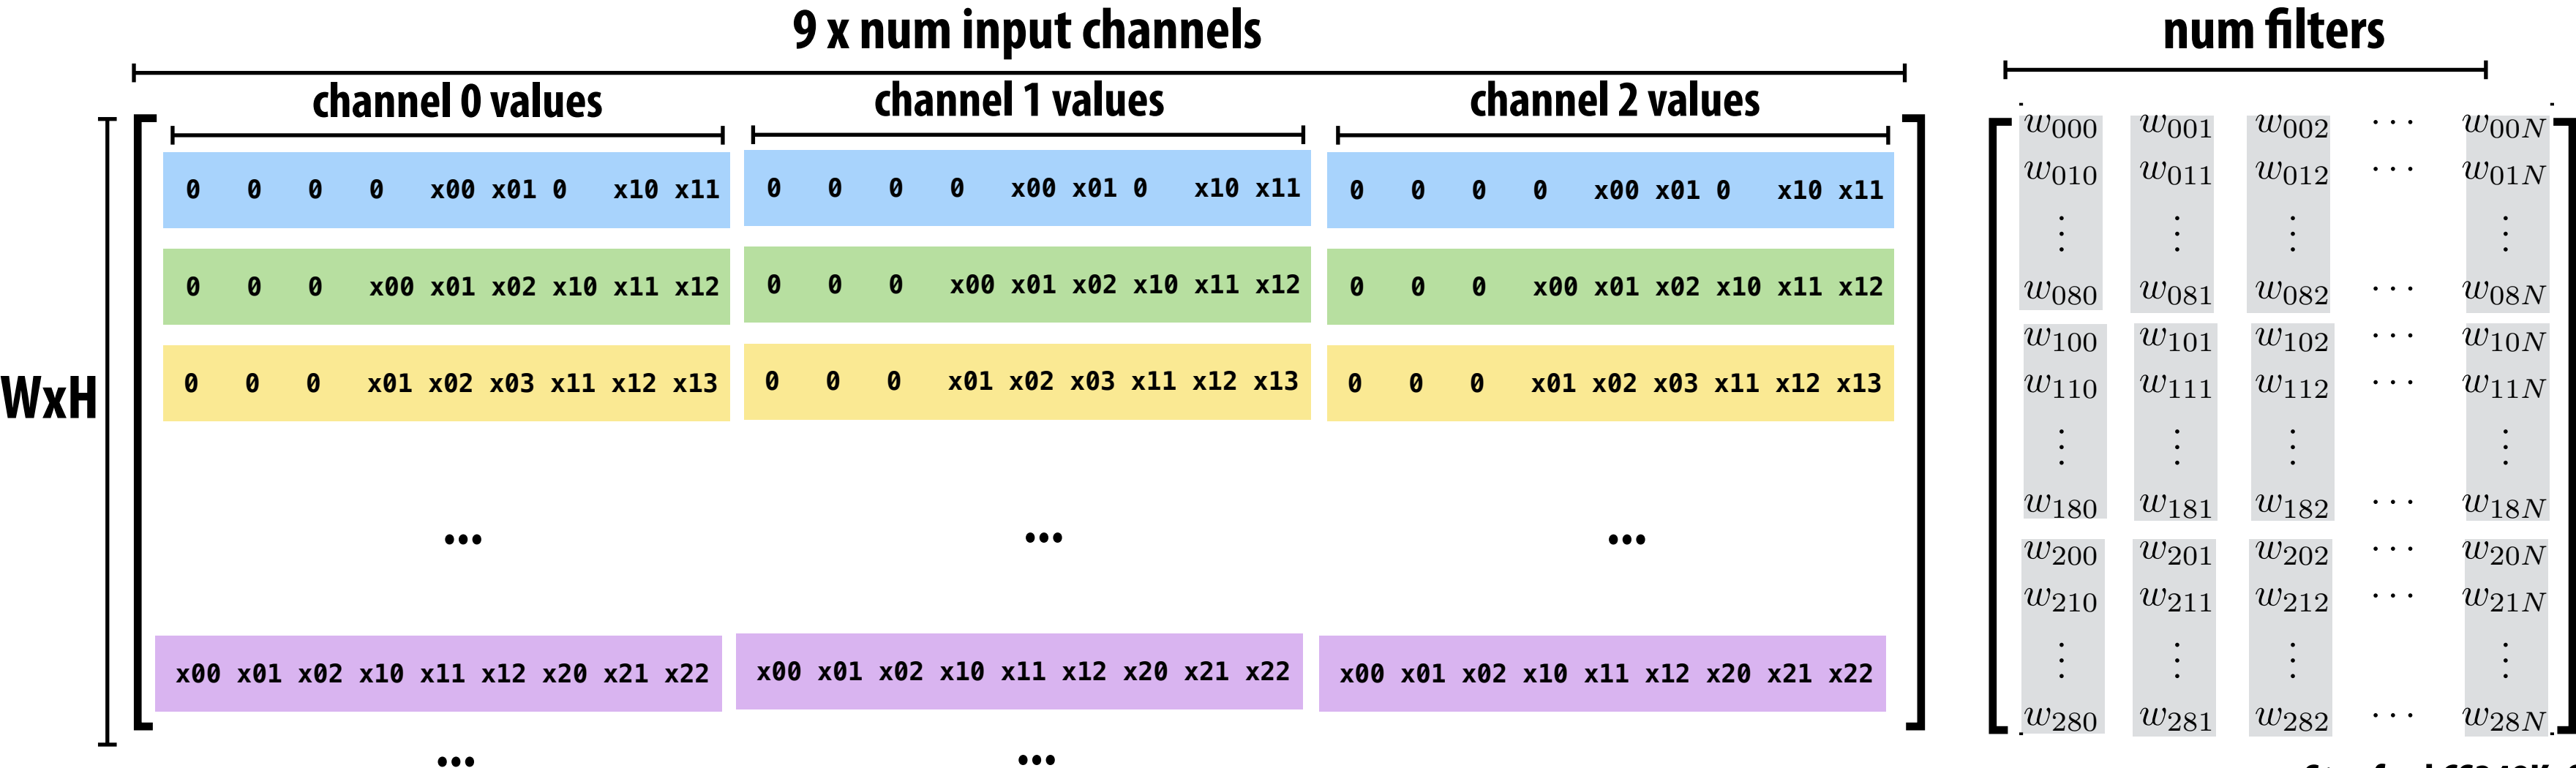 9 x num input channels
num filters
channel 0 values channel 1 values channel 2 values
WxH
0 0 0 0 x00 x01 0 x10 x11 0 0 0 0 x00 x01 0 x10 x11 0 0 0 0 x00 x01 0 x10 x11
0 0 0 x00 x01 x02 x10 x11 x12 0 0 0 x00 x01 x02 x10 x11 x12 0 0 0 x00 x01 x02 x10 x11 x12
0 0 0 x01 x02 x03 x11 x12 x13 0 0 0 x01 x02 x03 x11 x12 x13 0 0 0 x01 x02 x03 x11 x12 x13
... ... ...
x00 x01 x02 x10 x11 x12 x20 x21 x22 x00 x01 x02 x10 x11 x12 x20 x21 x22 x00 x01 x02 x10 x11 x12 x20 x21 x22
... ...
w000 w001 w002 ⋯ w00N
w010 w011 w012 ⋯ w01N
⋮ ⋮ ⋮ ⋮
w080 w081 w082 ⋯ w08N
w100 w101 w102 ⋯ w10N
w110 w111 w112 ⋯ w11N
⋮ ⋮ ⋮ ⋮
w180 w181 w182 ⋯ w18N
w200 w201 w202 ⋯ w20N
w210 w211 w212 ⋯ w21N
⋮ ⋮ ⋮ ⋮
w280 w281 w282 ⋯ w28N